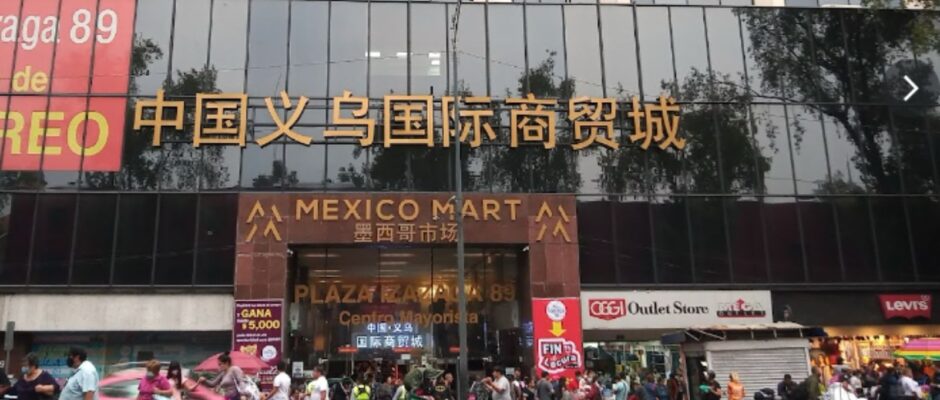 aga 89
de
REO
中国义乌国际商贸城
MEXICO MART
墨西哥市场
PLAZA IZAZAGA 89
Centro Mayorista
中国·义乌
国际商贸城
GANA
$5,000
FIN
OGGI Outlet Store
OUTLET
LEVI'S